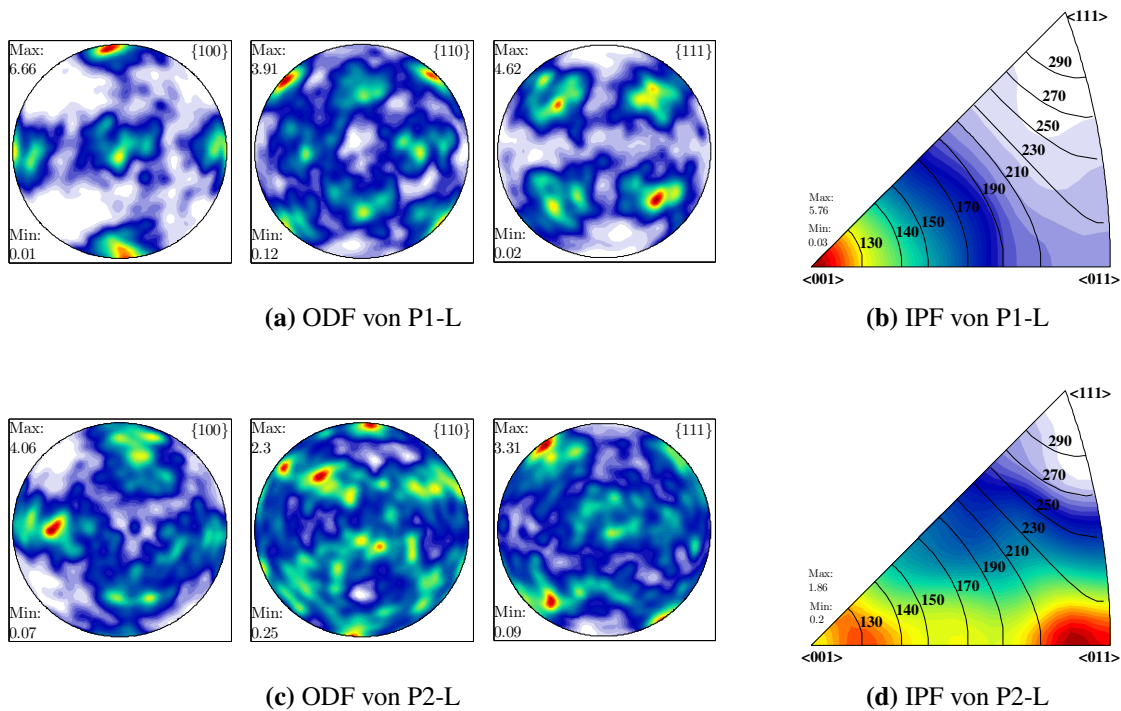 Max:
6.66
{100}
Min:
0.01
Max:
3.91
{110}
Min:
0.12
Max:
4.62
{111}
Min:
0.02
(a) ODF von P1-L
<111>
290
270
250
230
210
190
170
150
140
130
Max:
5.76
Min:
0.03
<001>
<011>
(b) IPF von P1-L
Max:
4.06
{100}
Min:
0.07
Max:
2.3
{110}
Min:
0.25
Max:
3.31
{111}
Min:
0.09
(c) ODF von P2-L
<111>
290
270
250
230
210
190
170
150
140
130
Max:
1.86
Min:
0.2
<001>
<011>
(d) IPF von P2-L